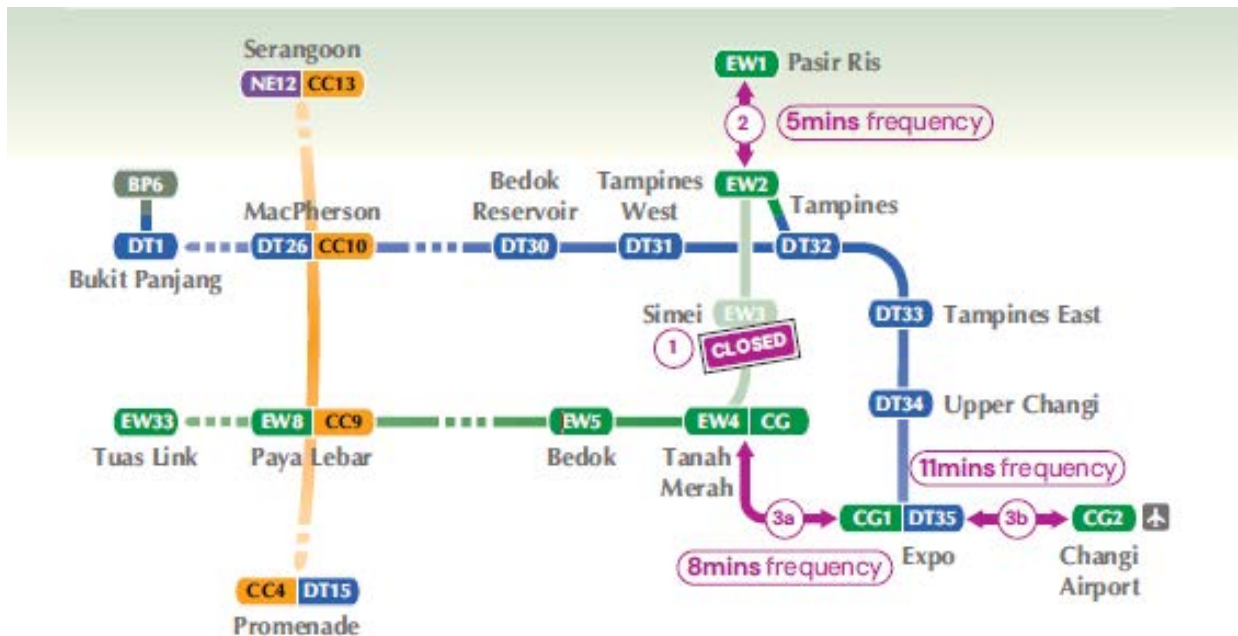 Serangoon
NE12 CC13
EW1 Pasir Ris
2 5mins frequency
BP6
EW2
Bedok
Reservoir
Tampines
West
Tampines
MacPherson
DT1
DT26 CC10
DT30
DT31
DT32
Bukit Panjang
Simei EW3
DT33 Tampines East
1 CLOSED
DT34 Upper Changi
EW33
EW8 CC9
EW5
EW4 CG
Tuas Link
Paya Lebar
Bedok
Tanah
Merah
11mins frequency
3a
CG1 DT35
3b
CG2
8mins frequency
Expo
Changi
Airport
CC4 DT15
Promenade